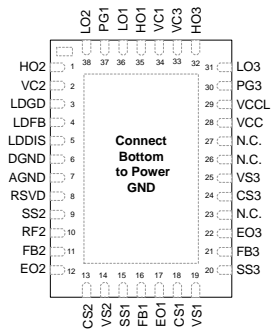 LO2 PG1 LO1 HO1 VC1 VC3 HO3
38 37 36 35 34 33 32
HO2 1 31 LO3
VC2 2 30 PG3
LDGD 3 29 VCCL
LDFB 4 28 VCC
LDDIS 5 27 N.C.
DGND 6 26 N.C.
AGND 7 25 VS3
RSVD 8 24 CS3
SS2 9 23 N.C.
RF2 10 22 EO3
FB2 11 21 FB3
EO2 12 20 SS3
Connect
Bottom
to Power
GND
13 14 15 16 17 18 19
CS2 VS2 SS1 FB1 EO1 CS1 VS1